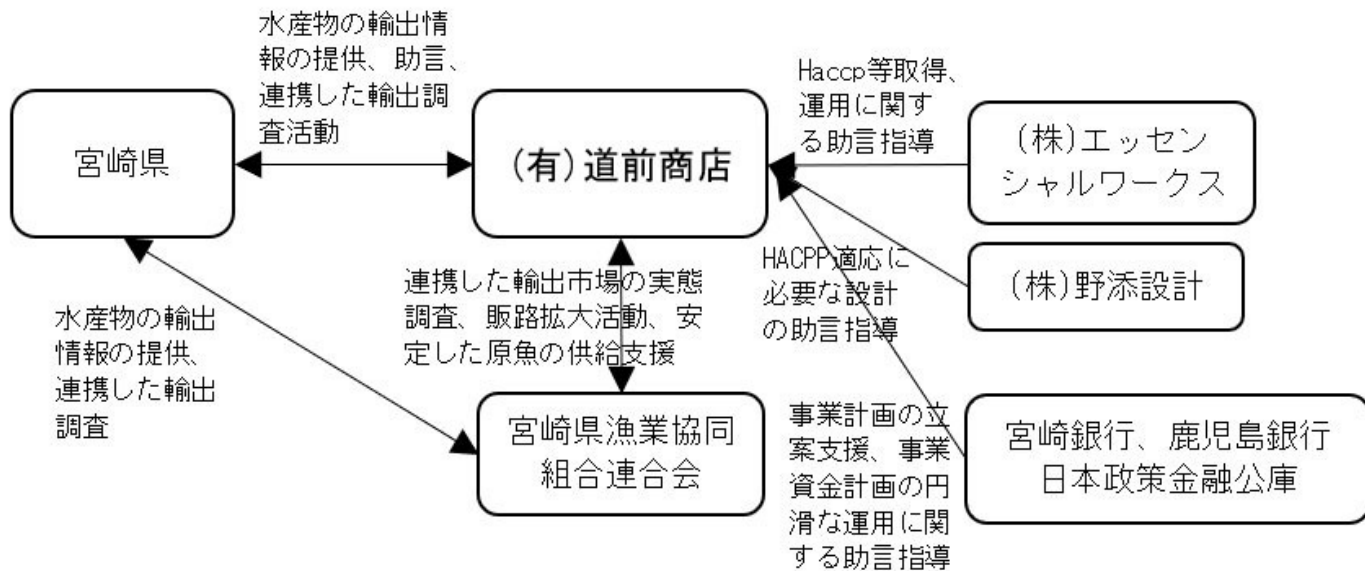 水産物の輸出情
報の提供、助言、
連携した輸出調
査活動
Haccp等取得、
運用に関す
る助言指導
宮崎県
(有)道前商店
(株)エッセン
シャルワークス
HACPP適応に
必要な設計
の助言指導
(株)野添設計
連携した輸出市場の実態
調査、販路拡大活動、安
定した原魚の供給支援
水産物の輸出
情報の提供、
連携した輸出
調査
宮崎県漁業協同
組合連合会
事業計画の立
案支援、事業
資金計画の円
滑な運用に関
する助言指導
宮崎銀行、鹿児島銀行
日本政策金融公庫